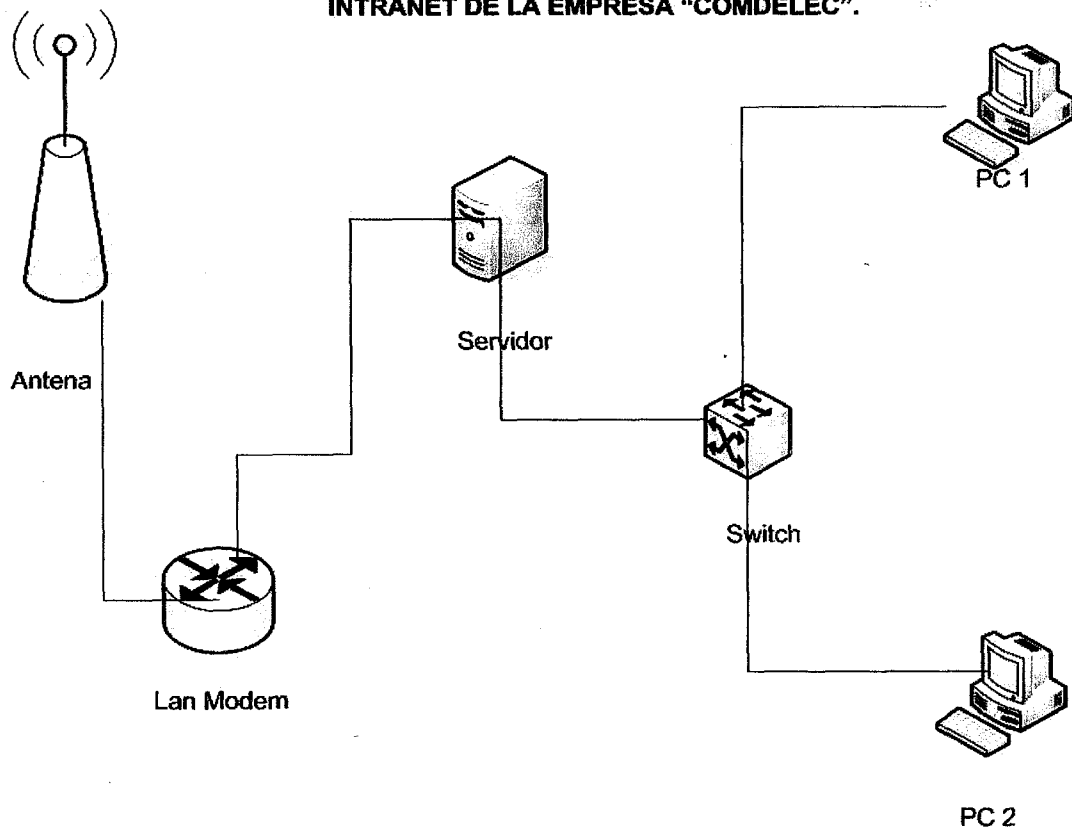 INTRANET DE LA EMPRESA "COMDELEC".
PC 1
Servidor
Antena
Switch
Lan Modem
PC 2